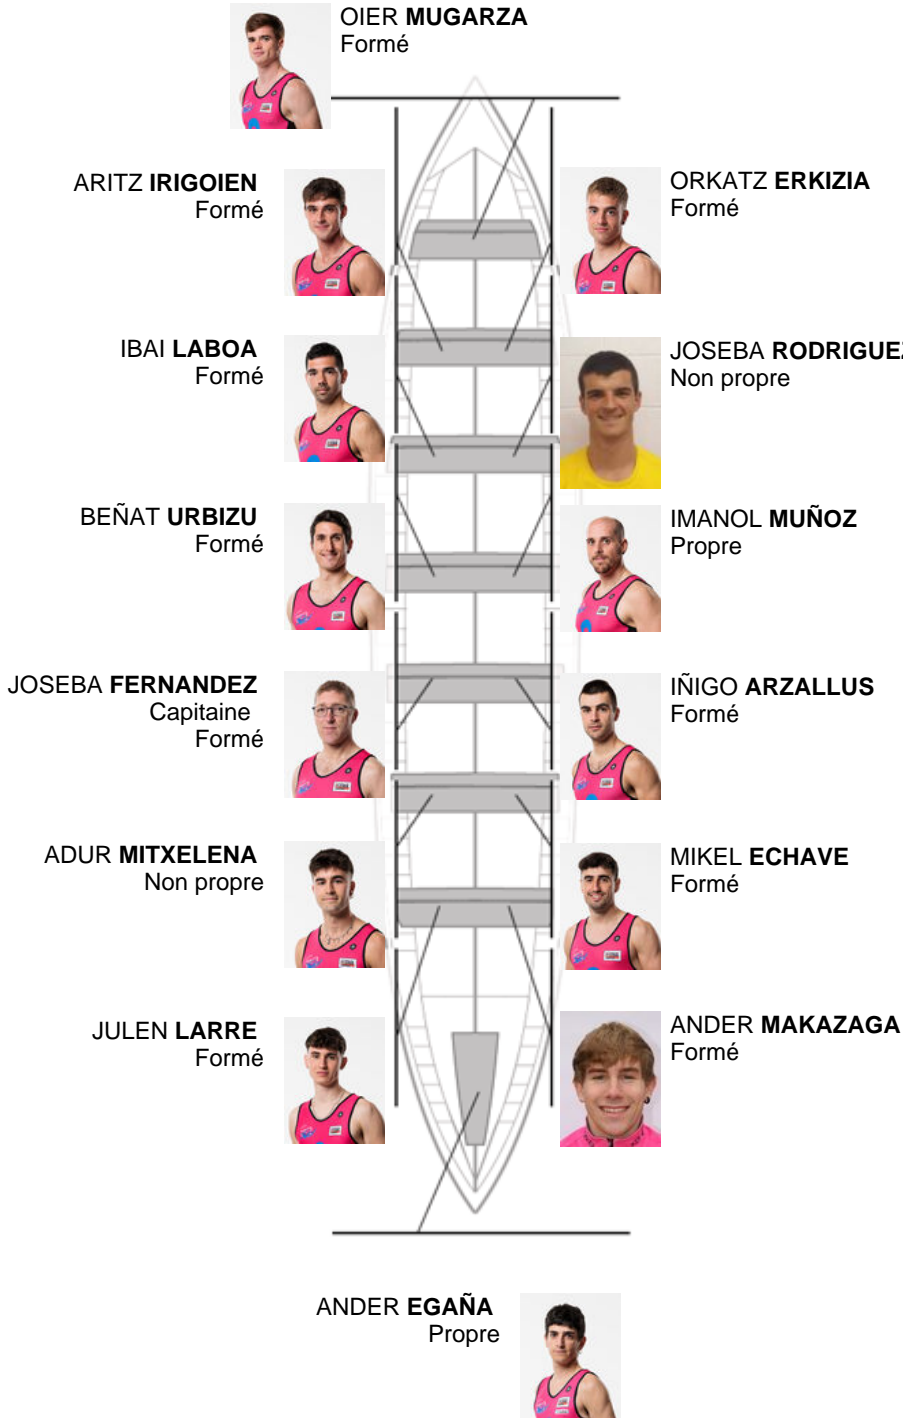 OIER MUGARZA
Formé
ARITZ IRIGOIEN
Formé
ORKATZ ERKIZIA
Formé
IBAI LABOA
Formé
JOSEBA RODRIGUEZ
Non propre
BEÑAT URBIZU
Formé
IMANOL MUÑOZ
Propre
JOSEBA FERNANDEZ
Capitaine
Formé
IÑIGO ARZALLUS
Formé
ADUR MITXELENA
Non propre
MIKEL ECHAVE
Formé
JULEN LARRE
Formé
ANDER MAKAZAGA
Formé
ANDER EGAÑA
Propre